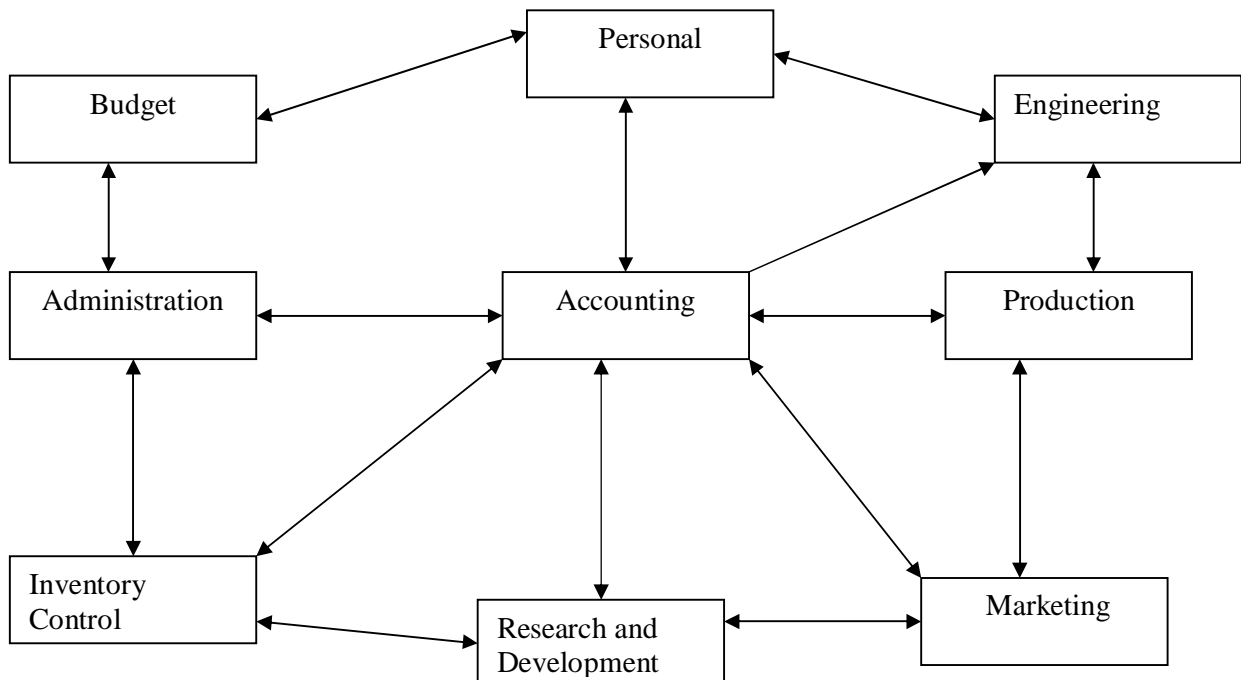 Personal
Budget
Engineering
Administration
Accounting
Production
Inventory
Control
Research and
Development
Marketing